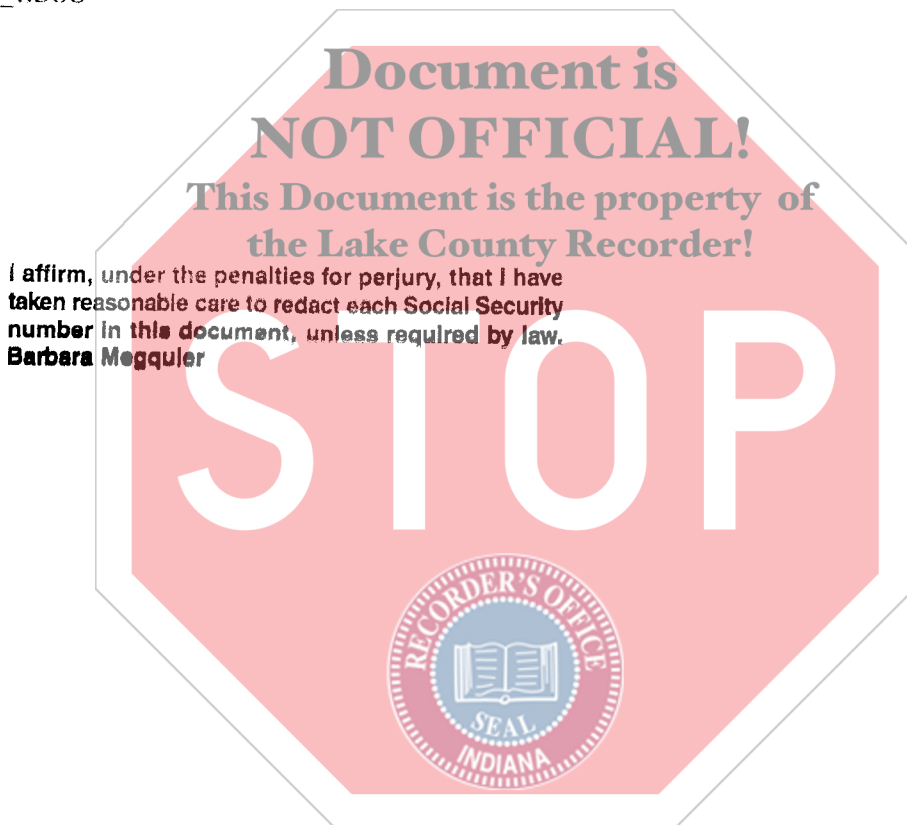 Document is
NOT OFFICIAL!
This Document is the property of
the Lake County Recorder!
I affirm, under the penalties for perjury, that I have
taken reasonable care to redact each Social Security
number in this document, unless required by law.
Barbara Megquier
STOP
RECORDER'S OFFICE
SEAL
INDIANA